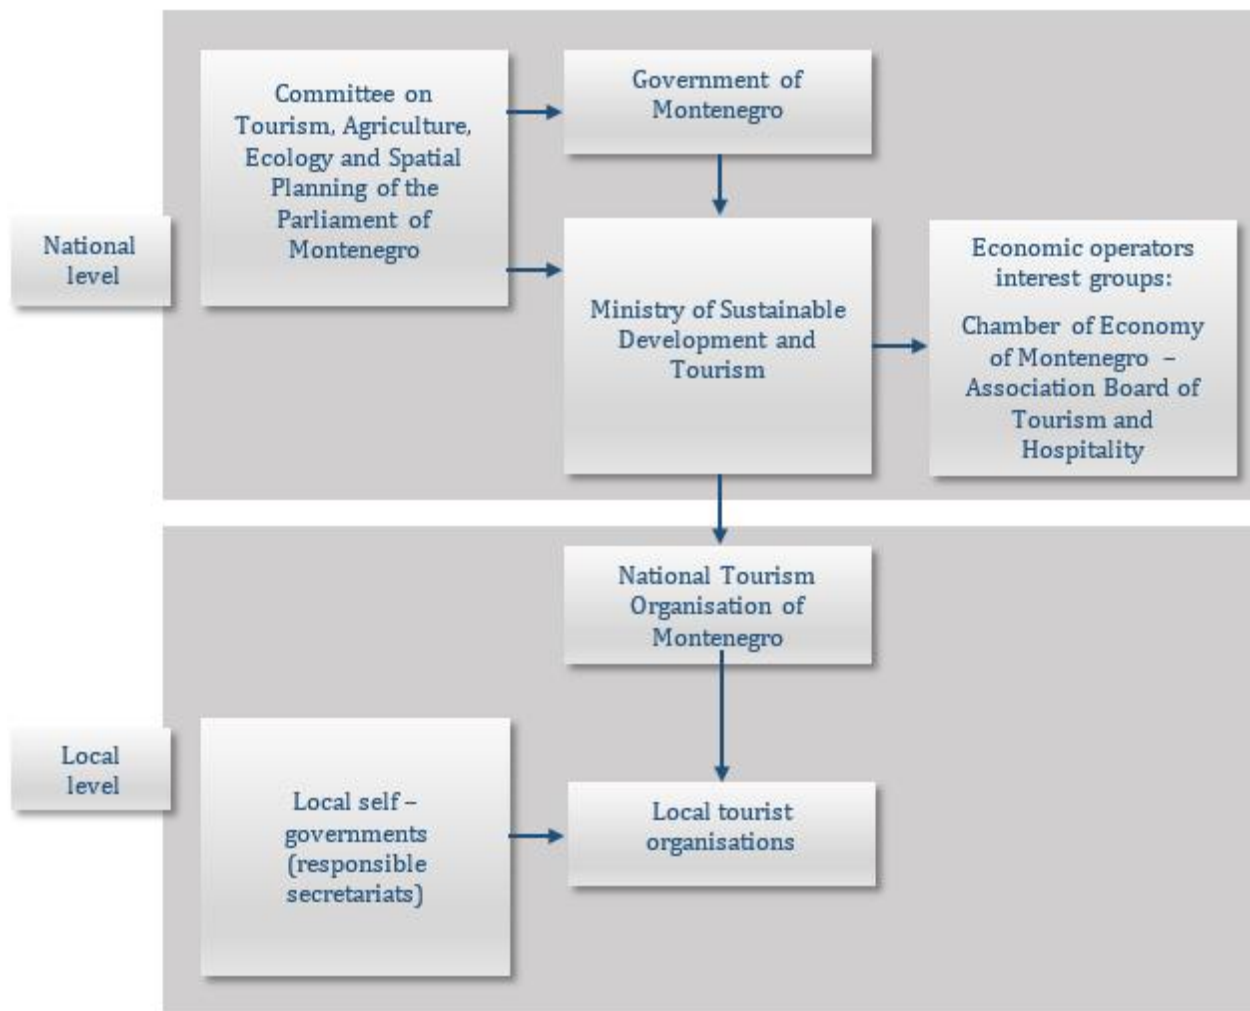 National
level
Committee on
Tourism, Agriculture,
Ecology and Spatial
Planning of the
Parliament of
Montenegro
Government of
Montenegro
Ministry of Sustainable
Development and
Tourism
Economic operators
interest groups:
Chamber of Economy
of Montenegro –
Association Board of
Tourism and
Hospitality
National Tourism
Organisation of
Montenegro
Local
level
Local self –
governments
(responsible
secretariats)
Local tourist
organisations